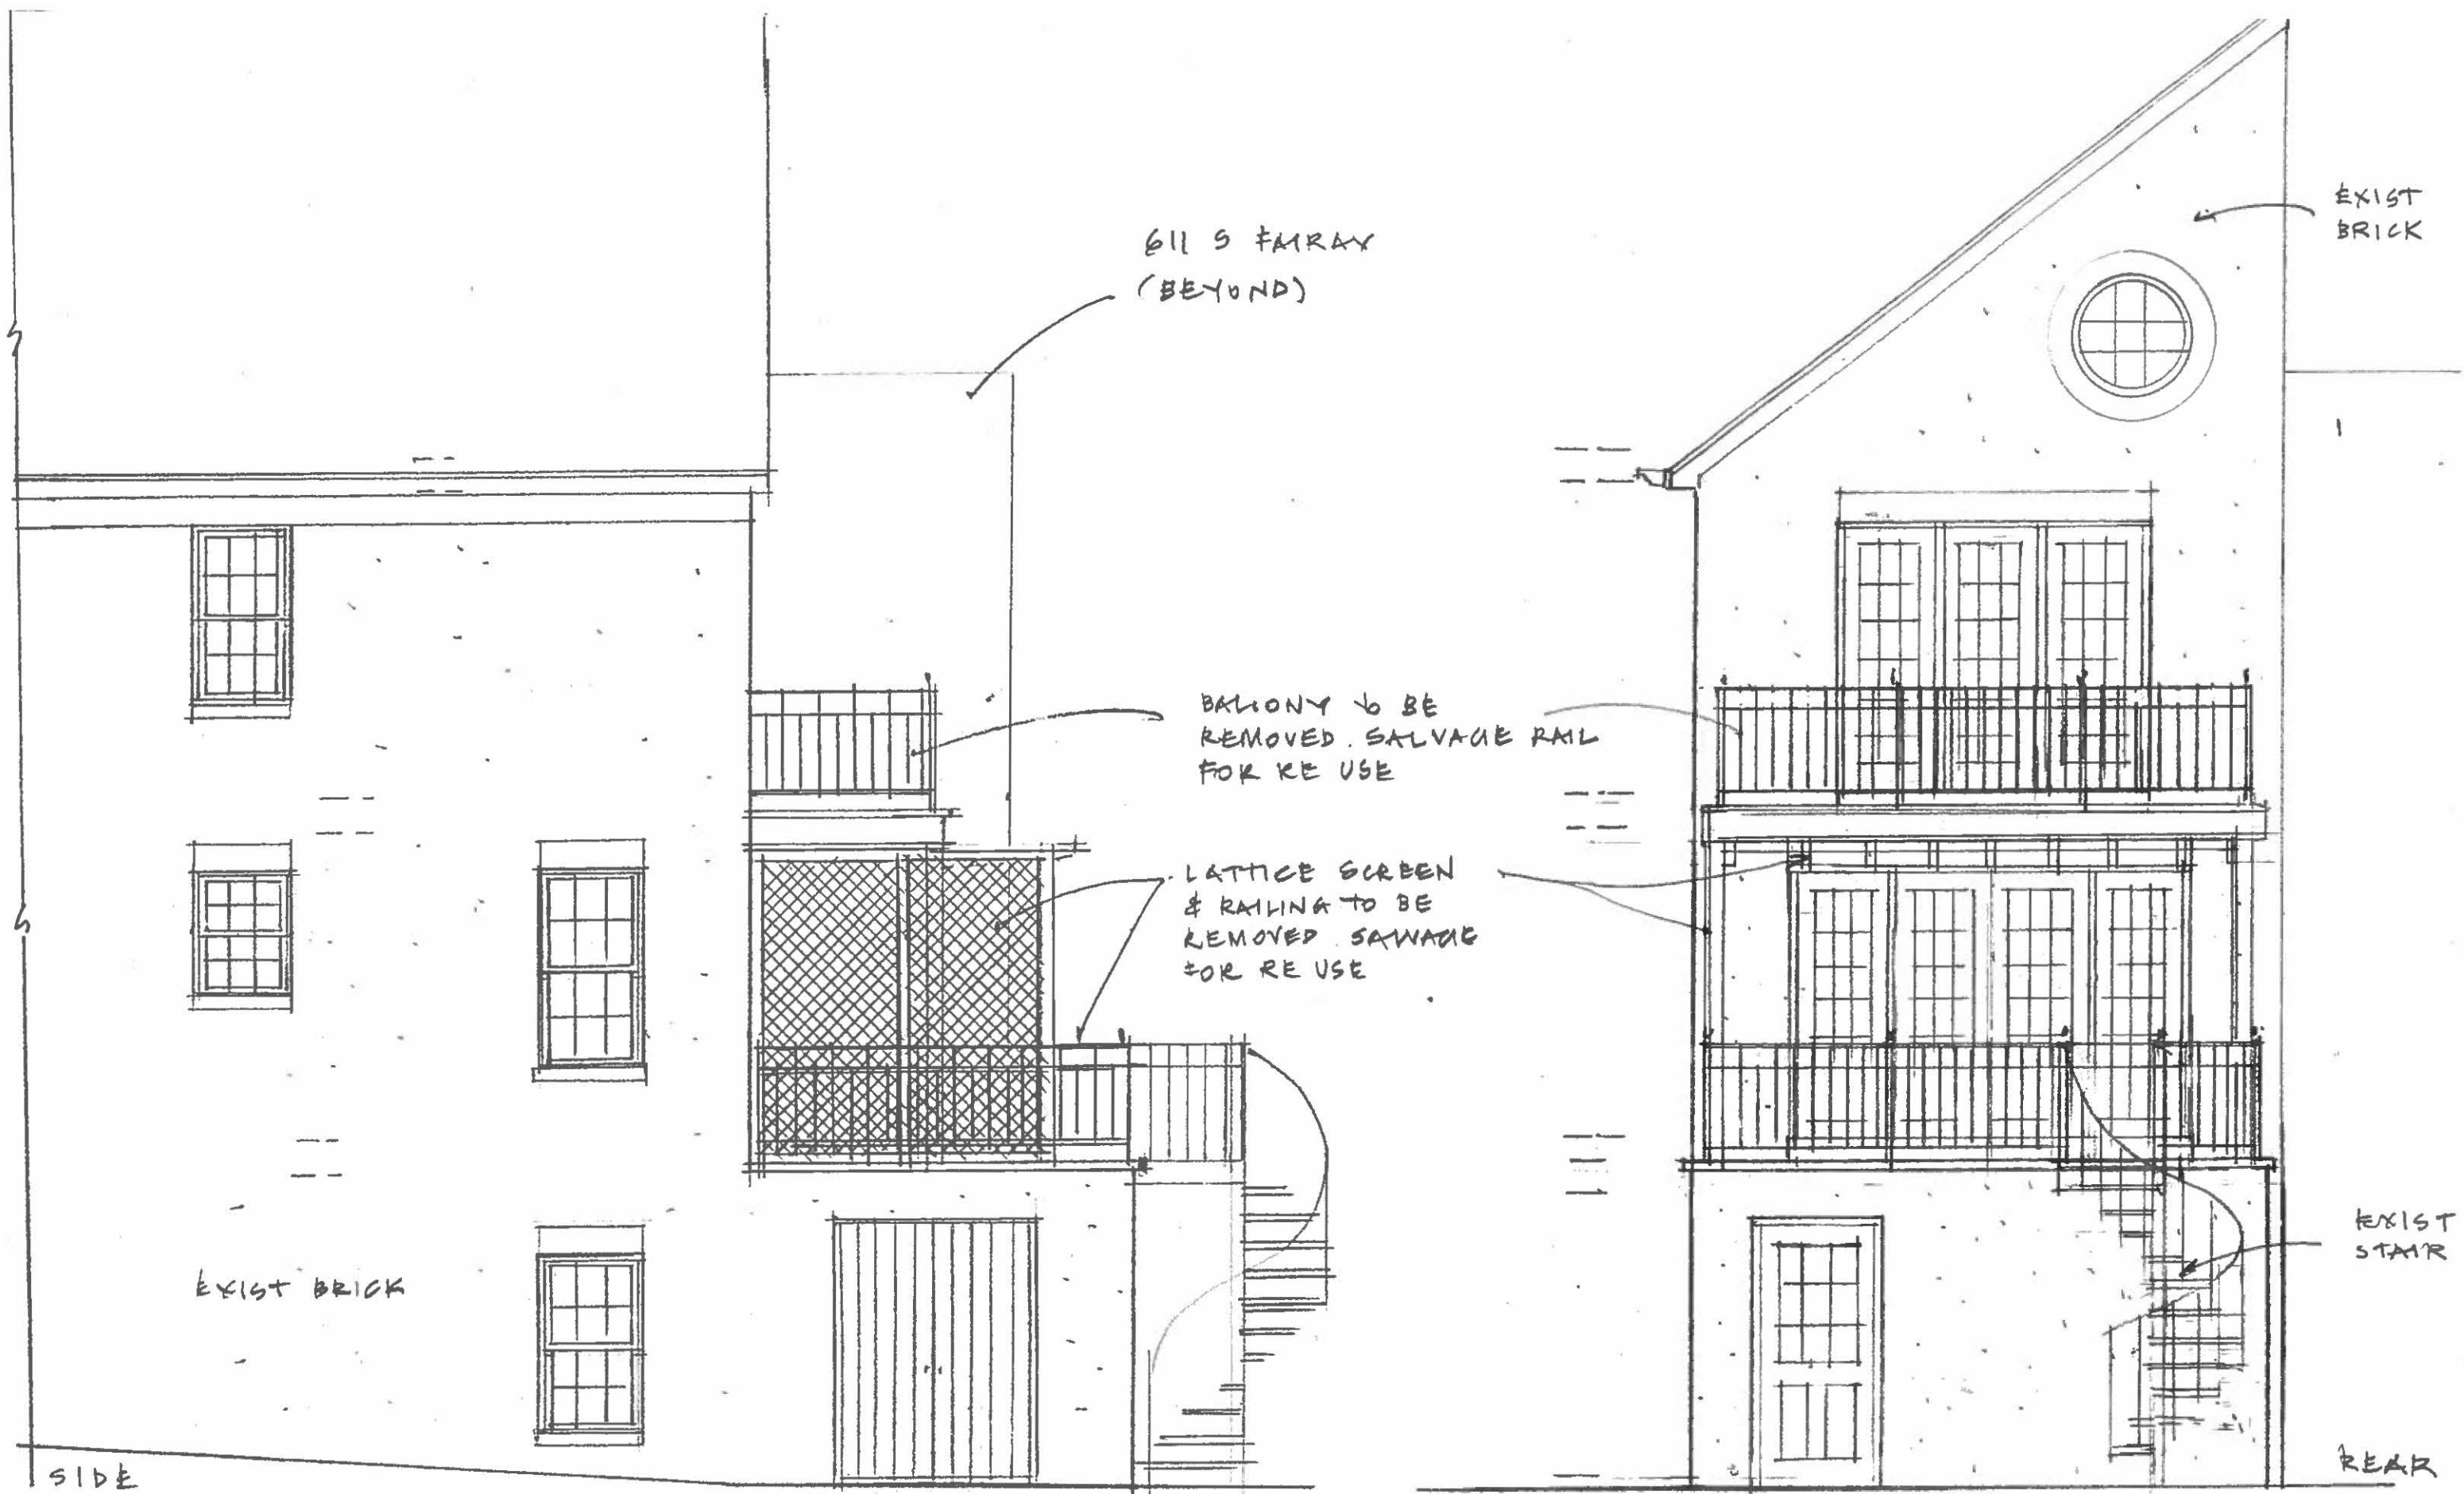 611 S FAIRAX
(BEYOND)
EXIST
BRICK
BALCONY TO BE
REMOVED. SALVAGE RAIL
FOR RE USE
LATTICE SCREEN
& RAILING TO BE
REMOVED. SALVAGE
FOR RE USE
EXIST BRICK
EXIST
STAIR
SIDE
REAR